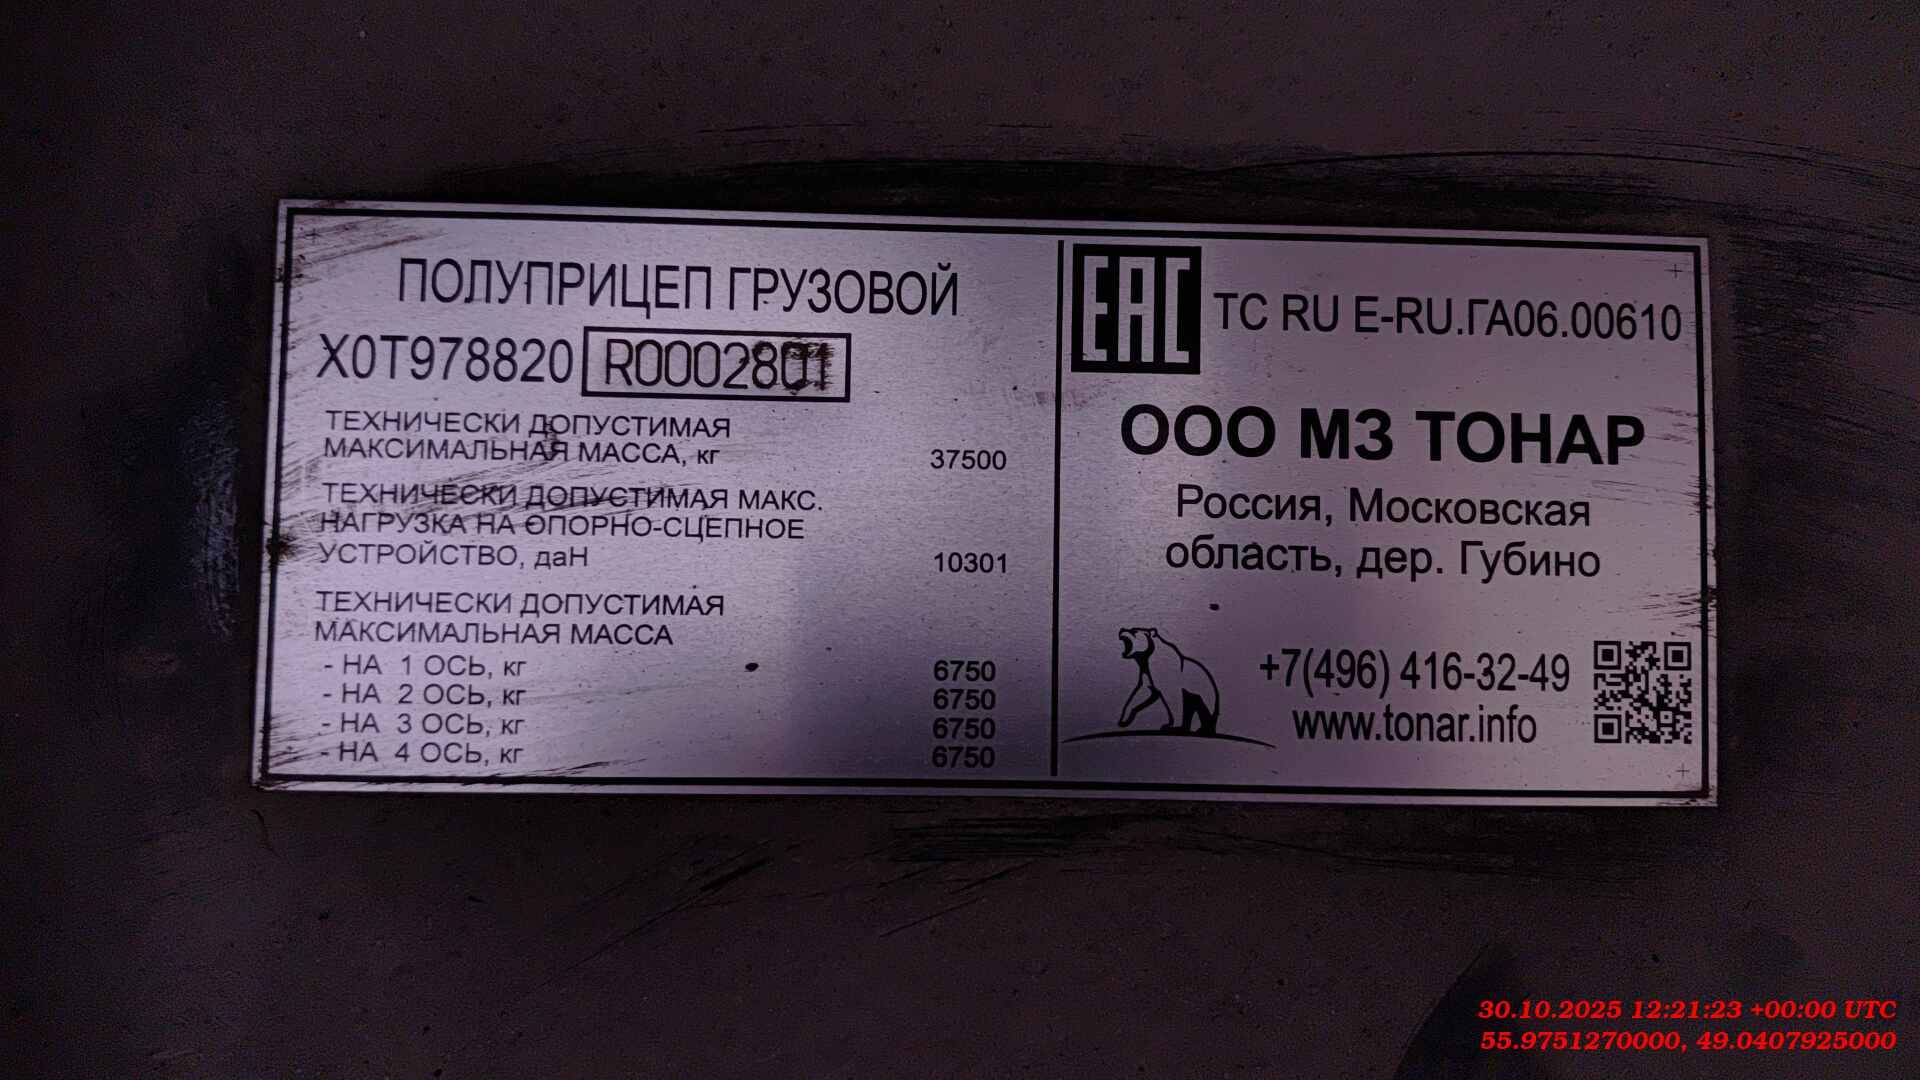 ПОЛУПРИЦЕП ГРУЗОВОЙ
X0T978820 R0002801
ТЕХНИЧЕСКИ ДОПУСТИМАЯ
МАКСИМАЛЬНАЯ МАССА, кг 37500
ТЕХНИЧЕСКИ ДОПУСТИМАЯ МАКС.
НАГРУЗКА НА ОПОРНО-СЦЕПНОЕ
УСТРОЙСТВО, даН 10301
ТЕХНИЧЕСКИ ДОПУСТИМАЯ
МАКСИМАЛЬНАЯ МАССА
- НА 1 ОСЬ, кг 6750
- НА 2 ОСЬ, кг 6750
- НА 3 ОСЬ, кг 6750
- НА 4 ОСЬ, кг 6750
EAC ТС RU E-RU.ГА06.00610
ООО МЗ ТОНАР
Россия, Московская
область, дер. Губино
+7(496) 416-32-49
www.tonar.info
30.10.2025 12:21:23 +00:00 UTC
55.9751270000, 49.0407925000